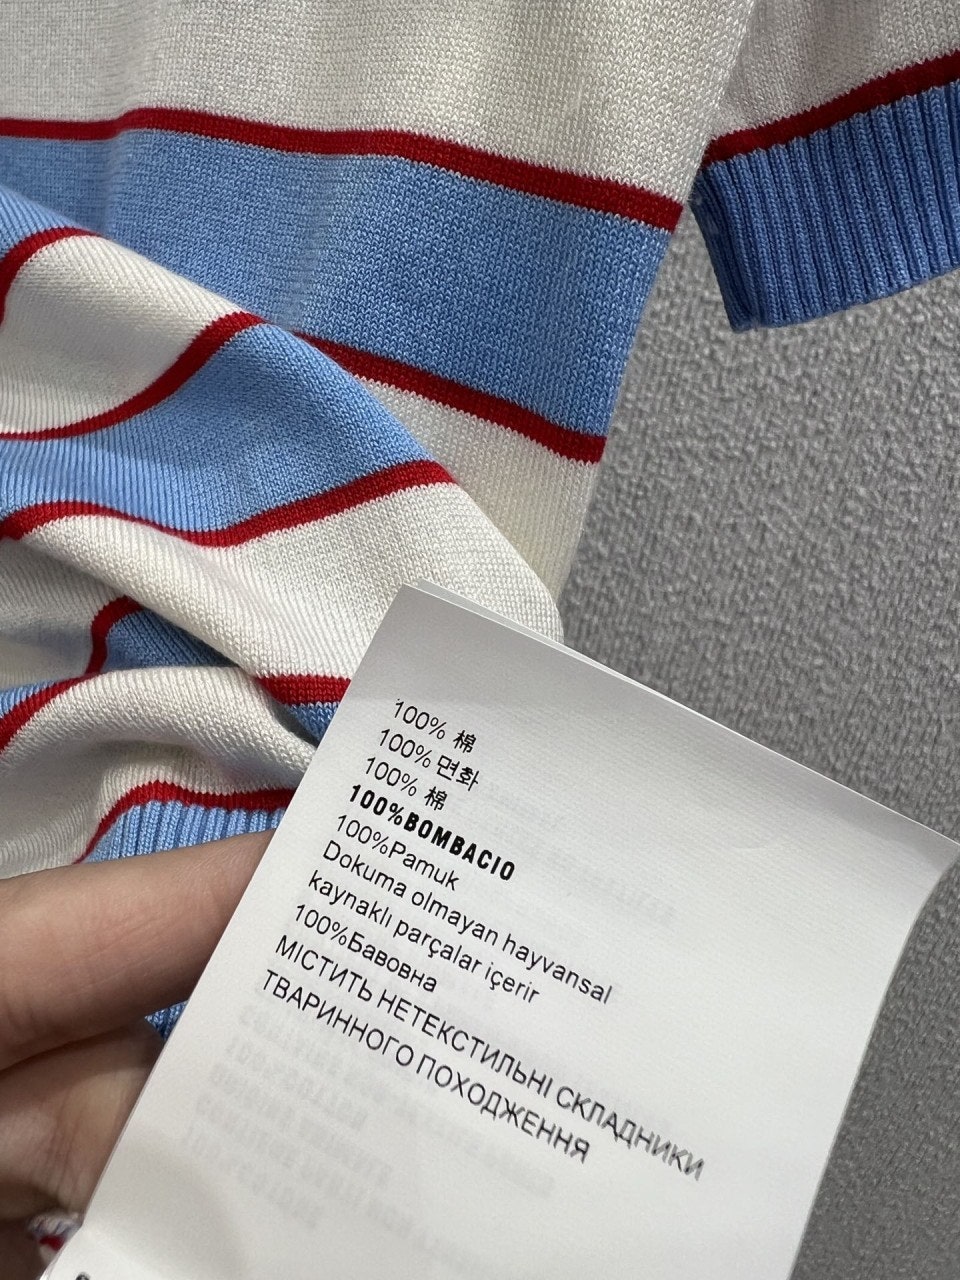 100% 棉
100% 면화
100% 棉
100%BOMBACIO
100%Pamuk
Dokuma olmayan hayvansal
kaynaklı parçalar içerir
100%Бавовна
МІСТИТЬ НЕТЕКСТИЛЬНІ СКЛАДНИКИ
ТВАРИННОГО ПОХОДЖЕННЯ